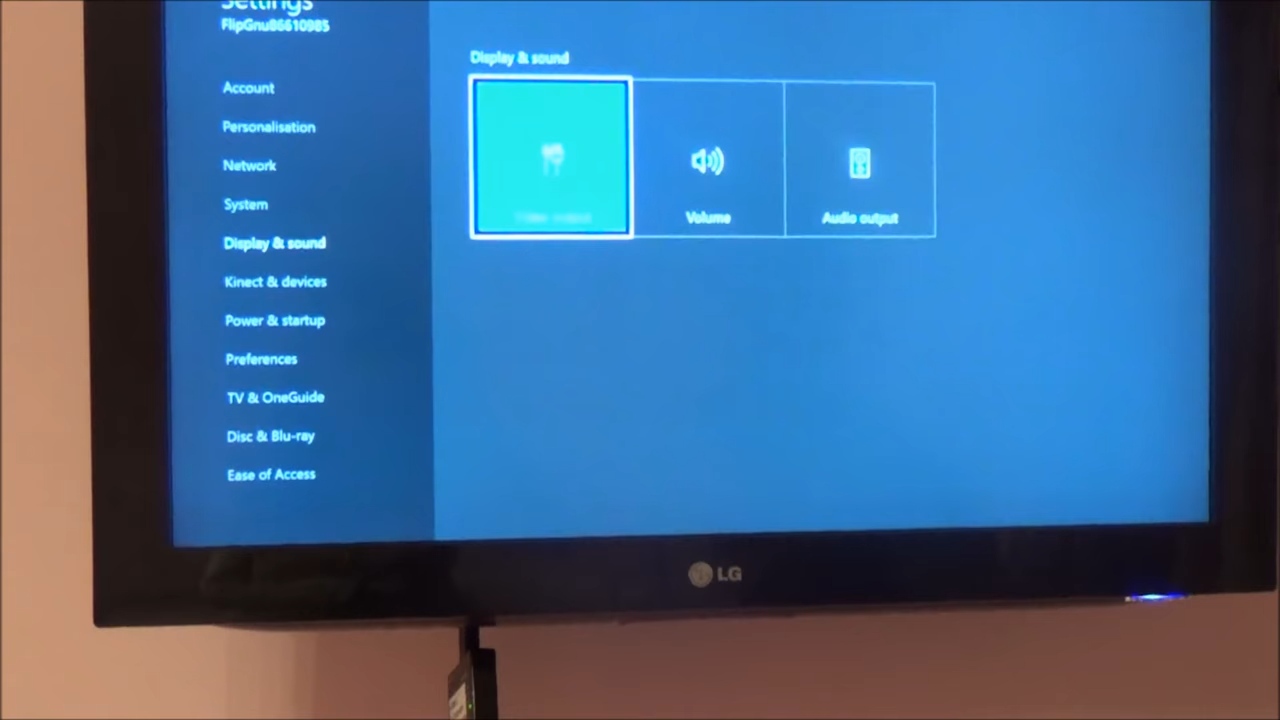 Settings
FlipGnu86610985
Account
Personalisation
Network
System
Display & sound
Kinect & devices
Power & startup
Preferences
TV & OneGuide
Disc & Blu-ray
Ease of Access
Display & sound
Volume
Audio output
LG